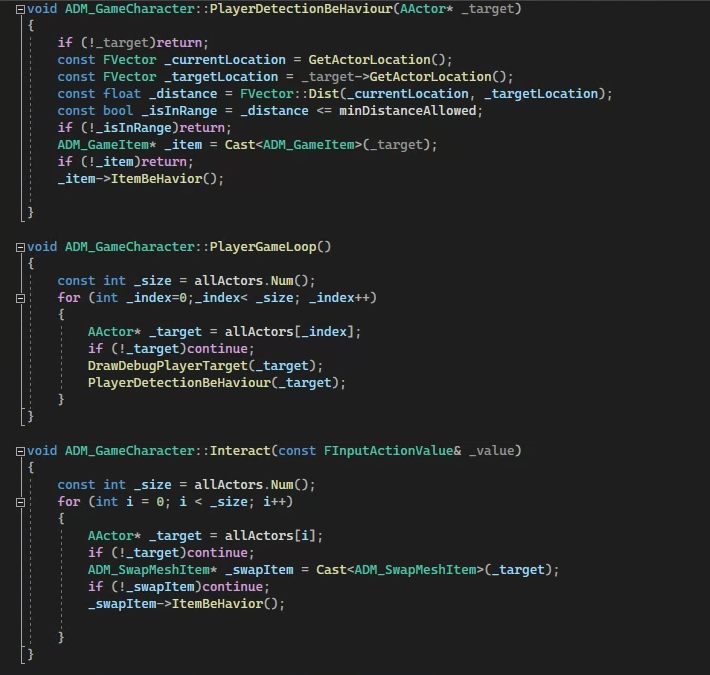 void ADM_GameCharacter::PlayerDetectionBeHaviour(AActor* _target)
{
if (!_target)return;
const FVector _currentLocation = GetActorLocation();
const FVector _targetLocation = _target->GetActorLocation();
const float _distance = FVector::Dist(_currentLocation, _targetLocation);
const bool _isInRange = _distance <= minDistanceAllowed;
if (!_isInRange)return;
ADM_GameItem* _item = Cast<ADM_GameItem>(_target);
if (!_item)return;
_item->ItemBeHavior();
}
void ADM_GameCharacter::PlayerGameLoop()
{
const int _size = allActors.Num();
for (int _index=0;_index< _size; _index++)
{
AActor* _target = allActors[_index];
if (!_target)continue;
DrawDebugPlayerTarget(_target);
PlayerDetectionBeHaviour(_target);
}
}
void ADM_GameCharacter::Interact(const FInputActionValue& _value)
{
const int _size = allActors.Num();
for (int i = 0; i < _size; i++)
{
AActor* _target = allActors[i];
if (!_target)continue;
ADM_SwapMeshItem* _swapItem = Cast<ADM_SwapMeshItem>(_target);
if (!_swapItem)continue;
_swapItem->ItemBeHavior();
}
}